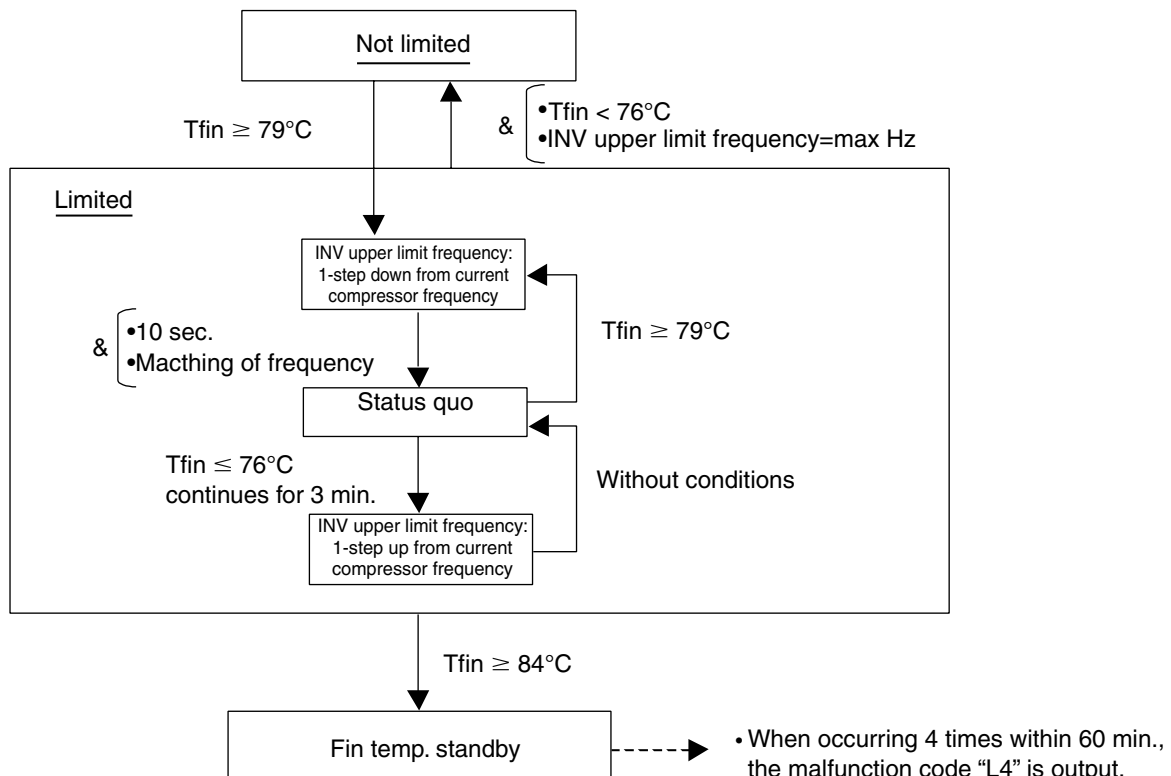 Not limited
Tfin ≥ 79°C
& •Tfin < 76°C
•INV upper limit frequency=max Hz
Limited
INV upper limit frequency:
1-step down from current
compressor frequency
& •10 sec.
•Macthing of frequency
Tfin ≥ 79°C
Status quo
Tfin ≤ 76°C
continues for 3 min.
Without conditions
INV upper limit frequency:
1-step up from current
compressor frequency
Tfin ≥ 84°C
Fin temp. standby
• When occurring 4 times within 60 min.,
the malfunction code “L4” is output.